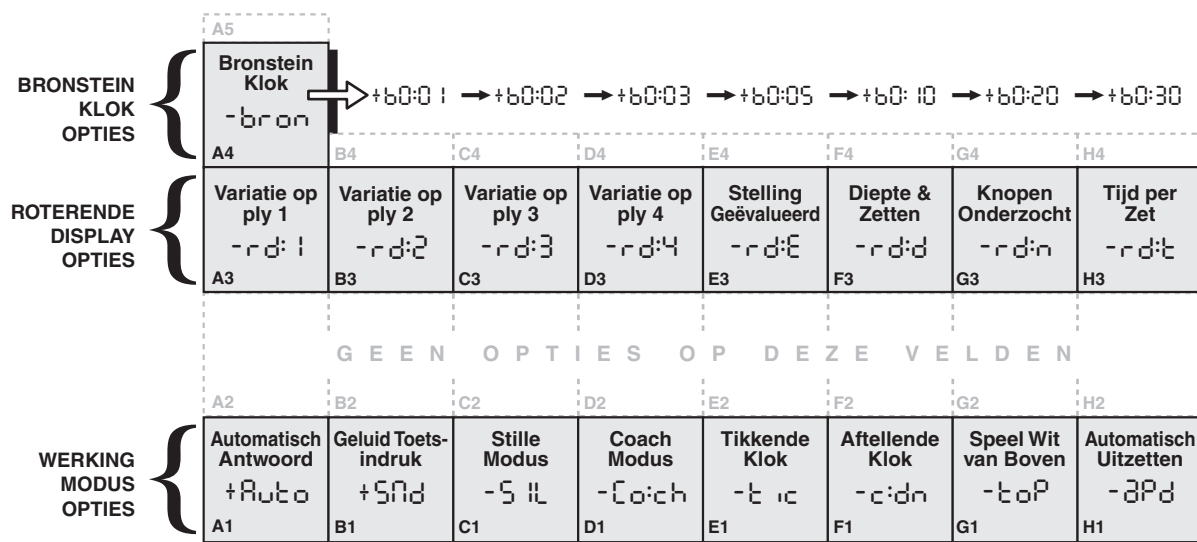 A5
BRONSTEIN
KLOK
OPTIES
Bronstein
Klok
-bron
A4
+b0:01 → +b0:02 → +b0:03 → +b0:05 → +b0:10 → +b0:20 → +b0:30
B4 C4 D4 E4 F4 G4 H4
ROTERENDE
DISPLAY
OPTIES
Variatie op
ply 1
-rd:1
A3
Variatie op
ply 2
-rd:2
B3
Variatie op
ply 3
-rd:3
C3
Variatie op
ply 4
-rd:4
D3
Stelling
Geëvalueerd
-rd:E
E3
Diepte &
Zetten
-rd:d
F3
Knopen
Onderzocht
-rd:n
G3
Tijd per
Zet
-rd:t
H3
GEEN OPTIES OP DEZE VELDEN
A2 B2 C2 D2 E2 F2 G2 H2
WERKING
MODUS
OPTIES
Automatisch
Antwoord
+Auto
A1
Geluid Toets-
indruk
+SNd
B1
Stille
Modus
-SIL
C1
Coach
Modus
-Co:ch
D1
Tikkende
Klok
-tic
E1
Aftellende
Klok
-c:dn
F1
Speel Wit
van Boven
-toP
G1
Automatisch
Uitzetten
-aPd
H1